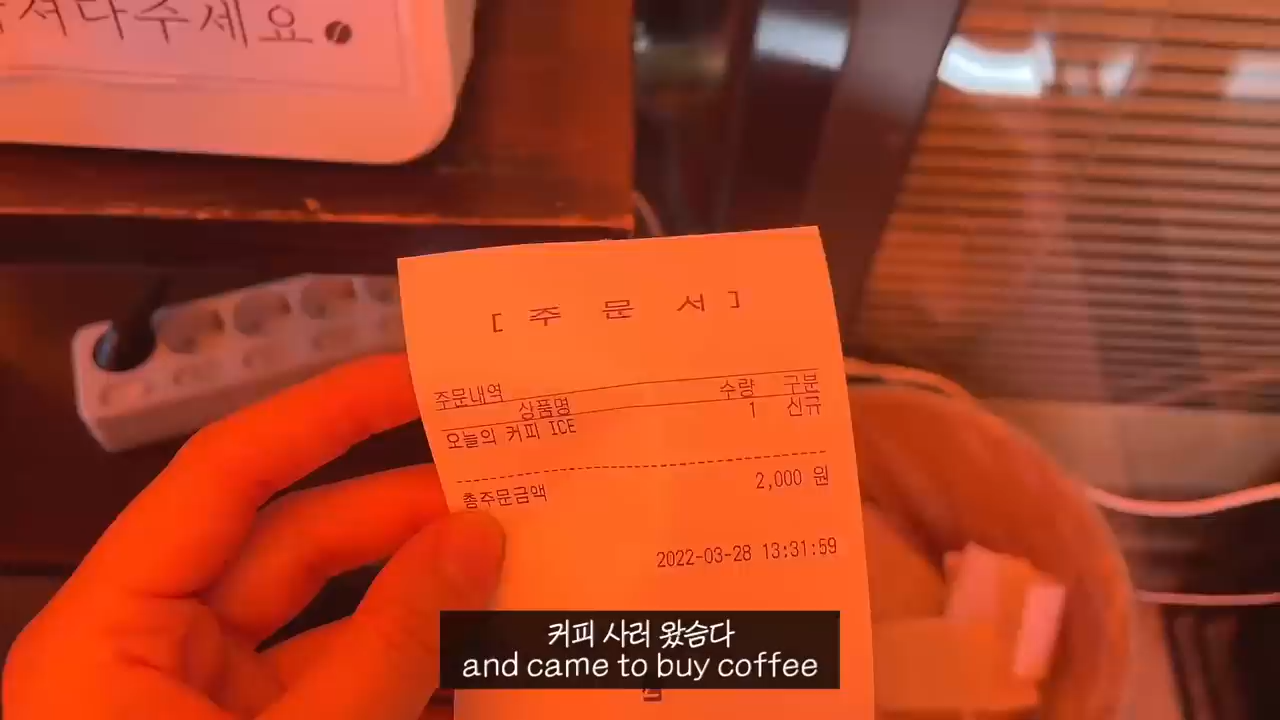 져다주세요
[ 주 문 서 ]
주문내역
상품명 수량 구분
오늘의 커피 ICE 1 신규
총주문금액 2,000 원
2022-03-28 13:31:59
커피 사러 왔슴다
and came to buy coffee